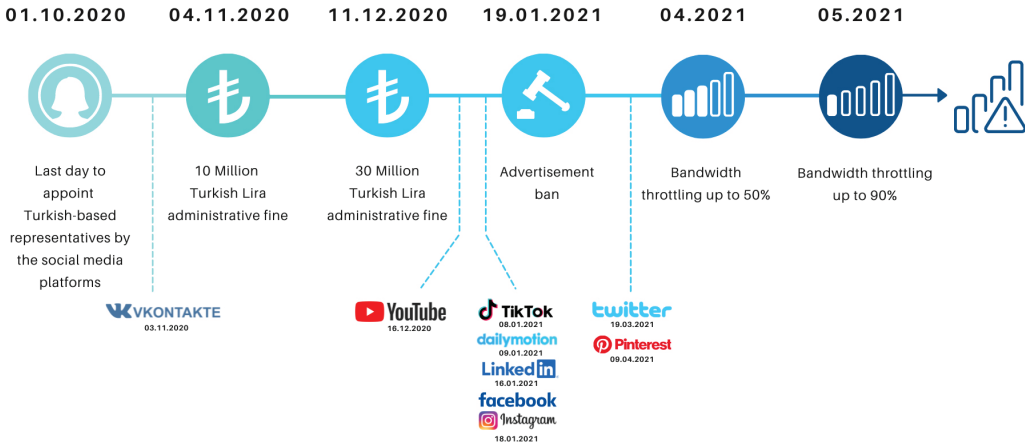 01.10.2020
04.11.2020
11.12.2020
19.01.2021
04.2021
05.2021
Last day to
appoint
Turkish-based
representatives by
the social media
platforms
10 Million
Turkish Lira
administrative fine
30 Million
Turkish Lira
administrative fine
Advertisement
ban
Bandwidth
throttling up to 50%
Bandwidth throttling
up to 90%
VKONTAKTE
03.11.2020
YouTube
16.12.2020
TikTok
08.01.2021
dailymotion
09.01.2021
Linked in
16.01.2021
facebook
Instagram
18.01.2021
twitter
19.03.2021
Pinterest
09.04.2021